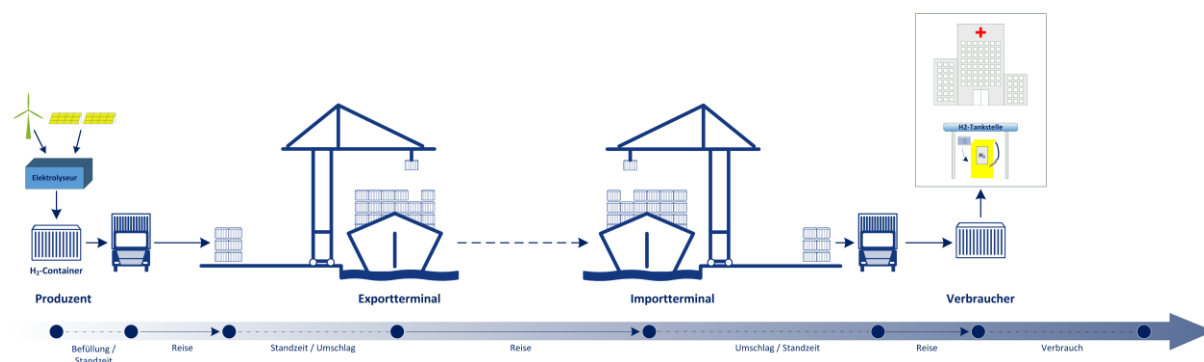 H2-Tankstelle
H₂
Elektrolyseur
H₂-Container
Produzent
Exportterminal
Importterminal
Verbraucher
Befüllung /
Standzeit
Reise
Standzeit / Umschlag
Reise
Umschlag / Standzeit
Reise
Verbrauch